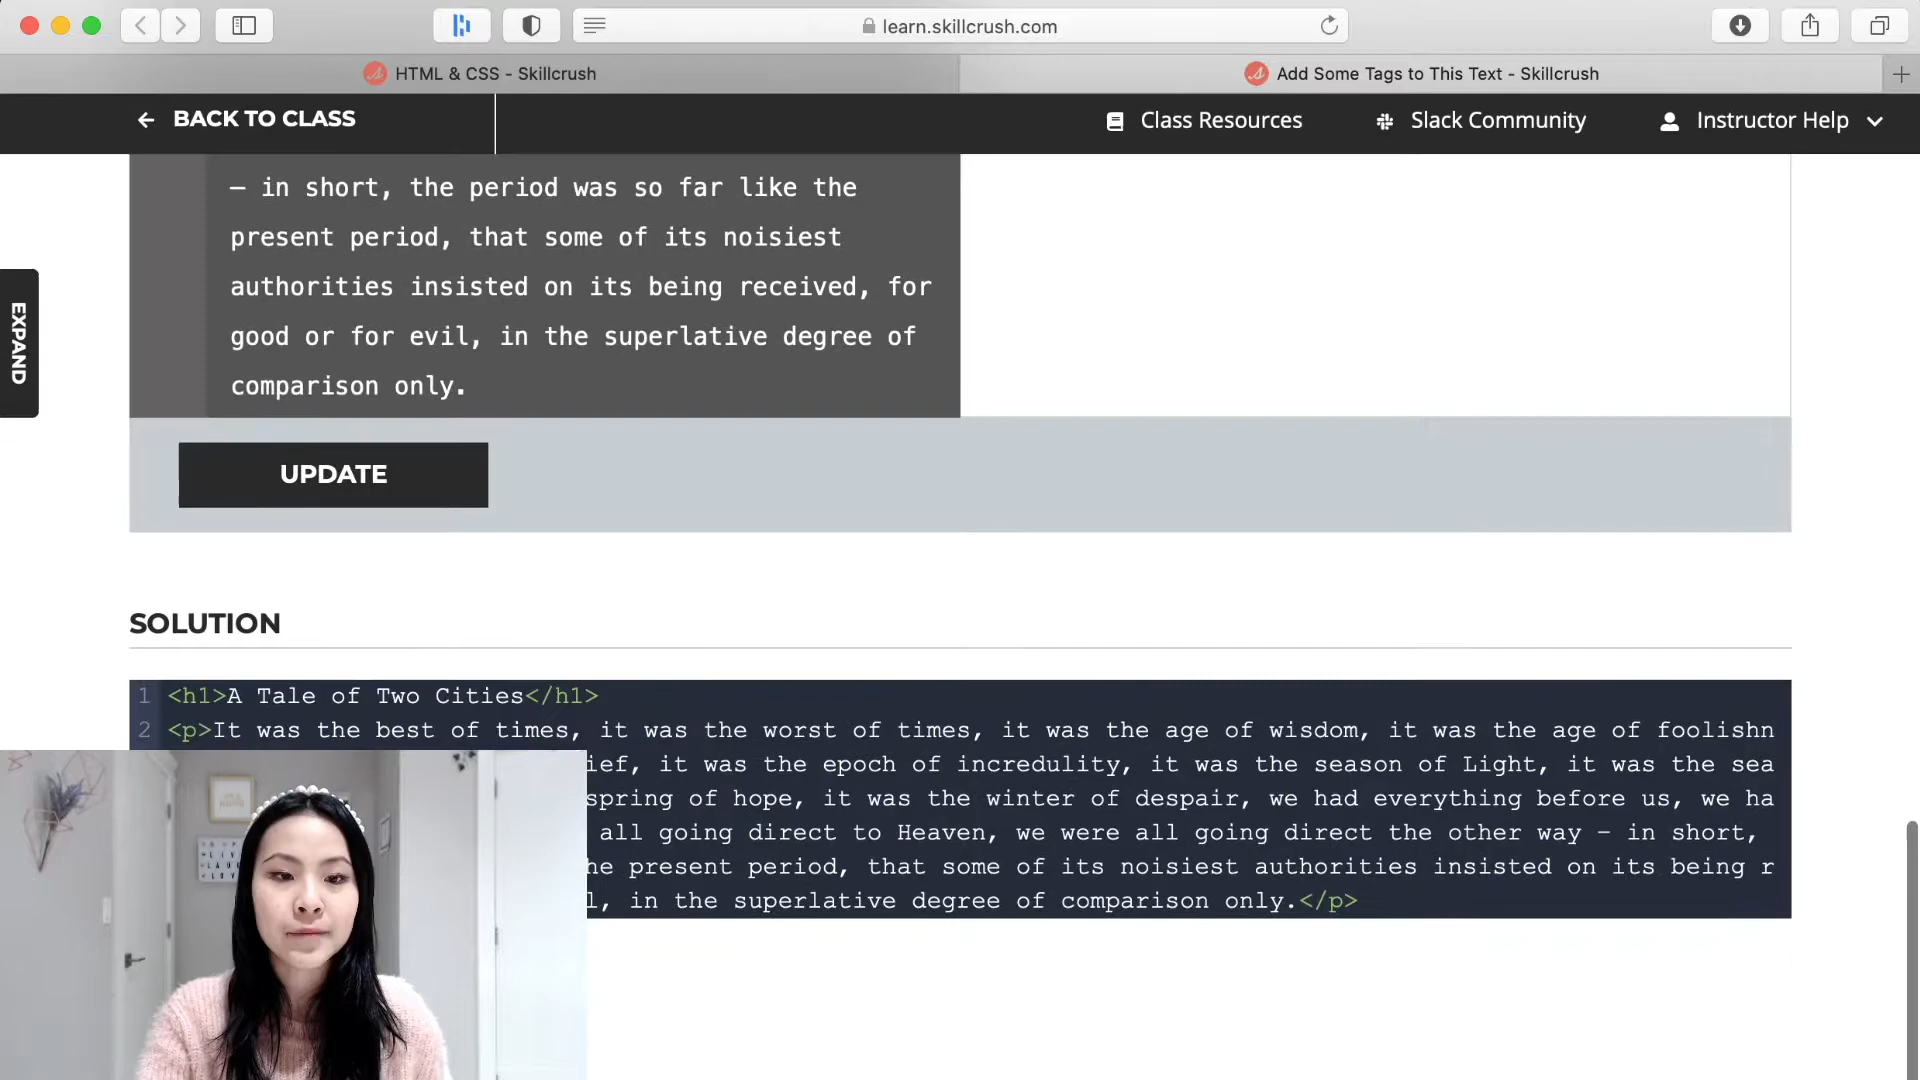 learn.skillcrush.com
HTML & CSS - Skillcrush
Add Some Tags to This Text - Skillcrush
BACK TO CLASS
Class Resources
Slack Community
Instructor Help
— in short, the period was so far like the
present period, that some of its noisiest
authorities insisted on its being received, for
good or for evil, in the superlative degree of
comparison only.
EXPAND
UPDATE
SOLUTION
1 <h1>A Tale of Two Cities</h1>
2 <p>It was the best of times, it was the worst of times, it was the age of wisdom, it was the age of foolishn
ief, it was the epoch of incredulity, it was the season of Light, it was the sea
spring of hope, it was the winter of despair, we had everything before us, we ha
all going direct to Heaven, we were all going direct the other way – in short,
he present period, that some of its noisiest authorities insisted on its being r
l, in the superlative degree of comparison only.</p>